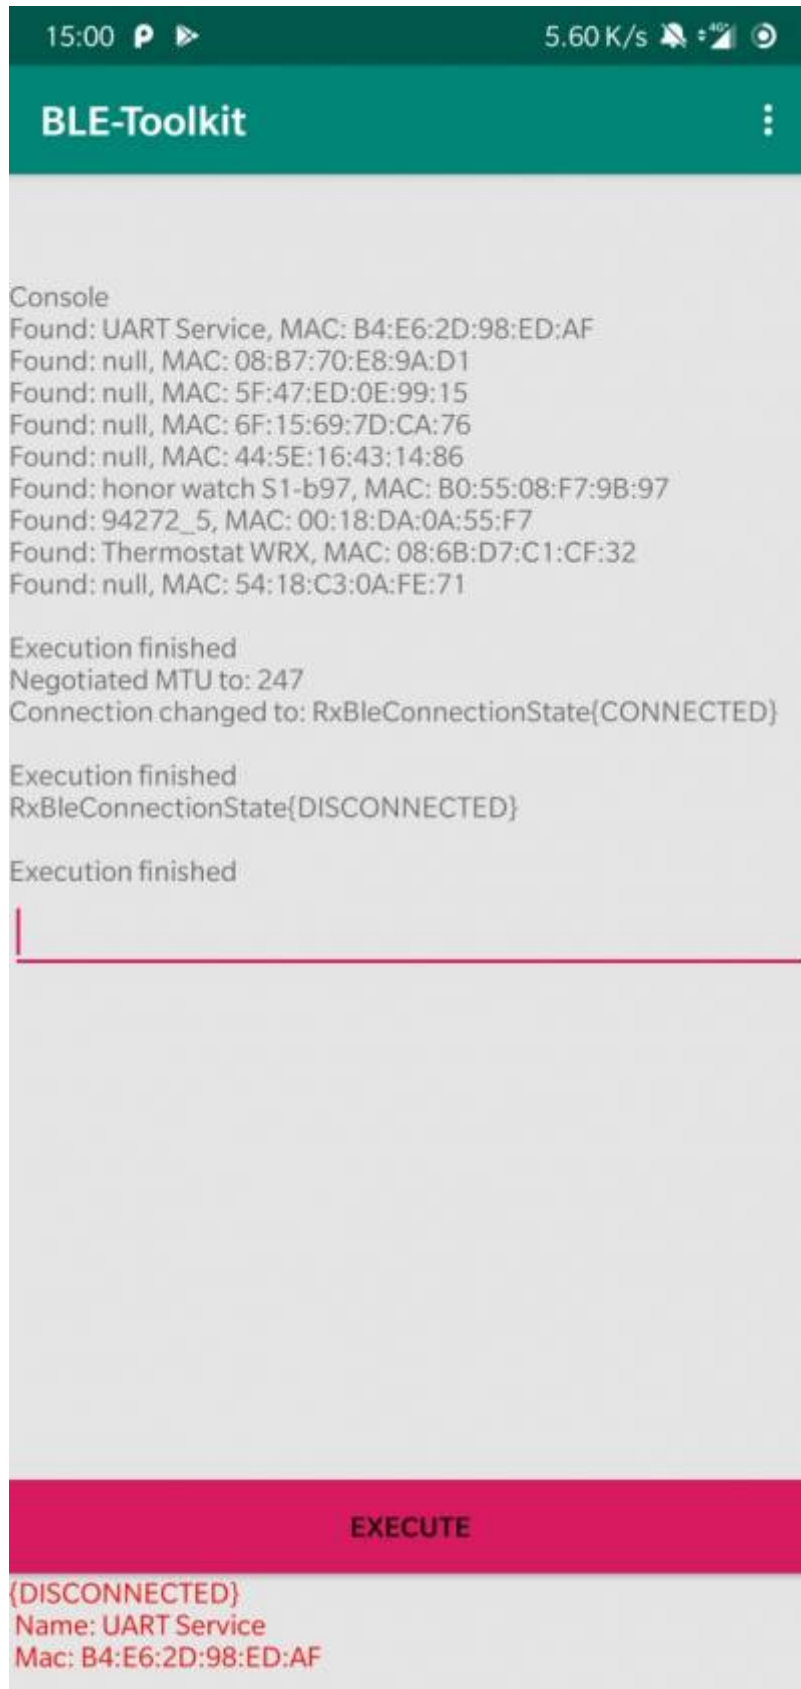 15:00
5.60 K/s
4G+
BLE-Toolkit
Console
Found: UART Service, MAC: B4:E6:2D:98:ED:AF
Found: null, MAC: 08:B7:70:E8:9A:D1
Found: null, MAC: 5F:47:ED:0E:99:15
Found: null, MAC: 6F:15:69:7D:CA:76
Found: null, MAC: 44:5E:16:43:14:86
Found: honor watch S1-b97, MAC: B0:55:08:F7:9B:97
Found: 94272_5, MAC: 00:18:DA:0A:55:F7
Found: Thermostat WRX, MAC: 08:6B:D7:C1:CF:32
Found: null, MAC: 54:18:C3:0A:FE:71
Execution finished
Negotiated MTU to: 247
Connection changed to: RxBleConnectionState{CONNECTED}
Execution finished
RxBleConnectionState{DISCONNECTED}
Execution finished
EXECUTE
{DISCONNECTED}
Name: UART Service
Mac: B4:E6:2D:98:ED:AF